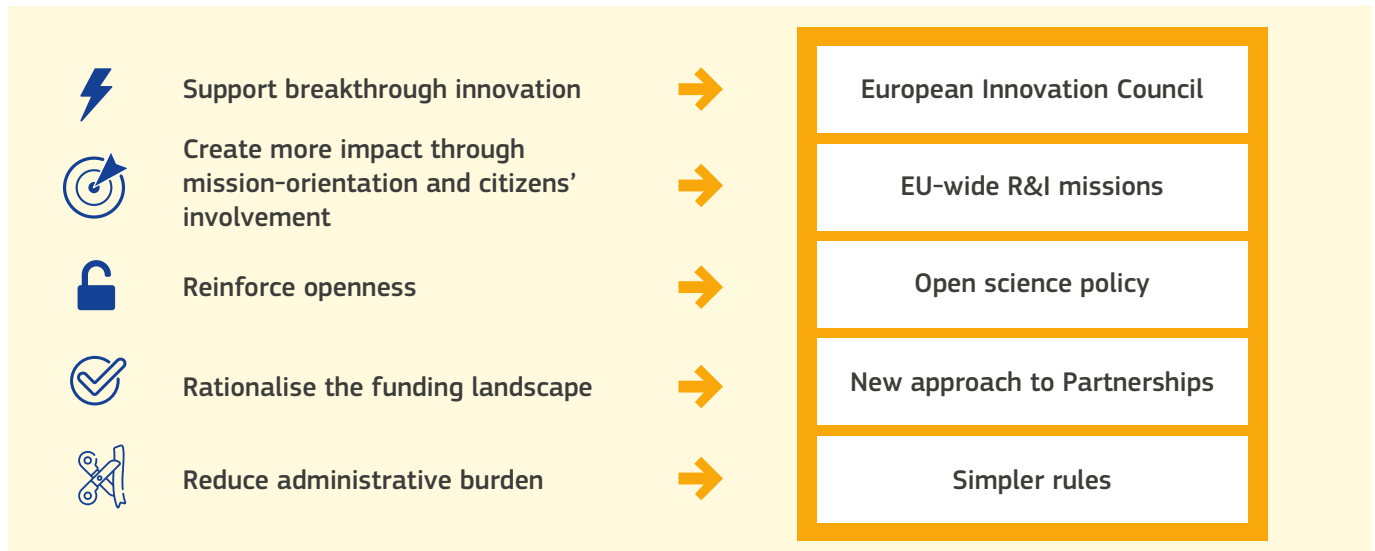 Support breakthrough innovation
European Innovation Council
Create more impact through
mission-orientation and citizens’
involvement
EU-wide R&I missions
Reinforce openness
Open science policy
Rationalise the funding landscape
New approach to Partnerships
Reduce administrative burden
Simpler rules